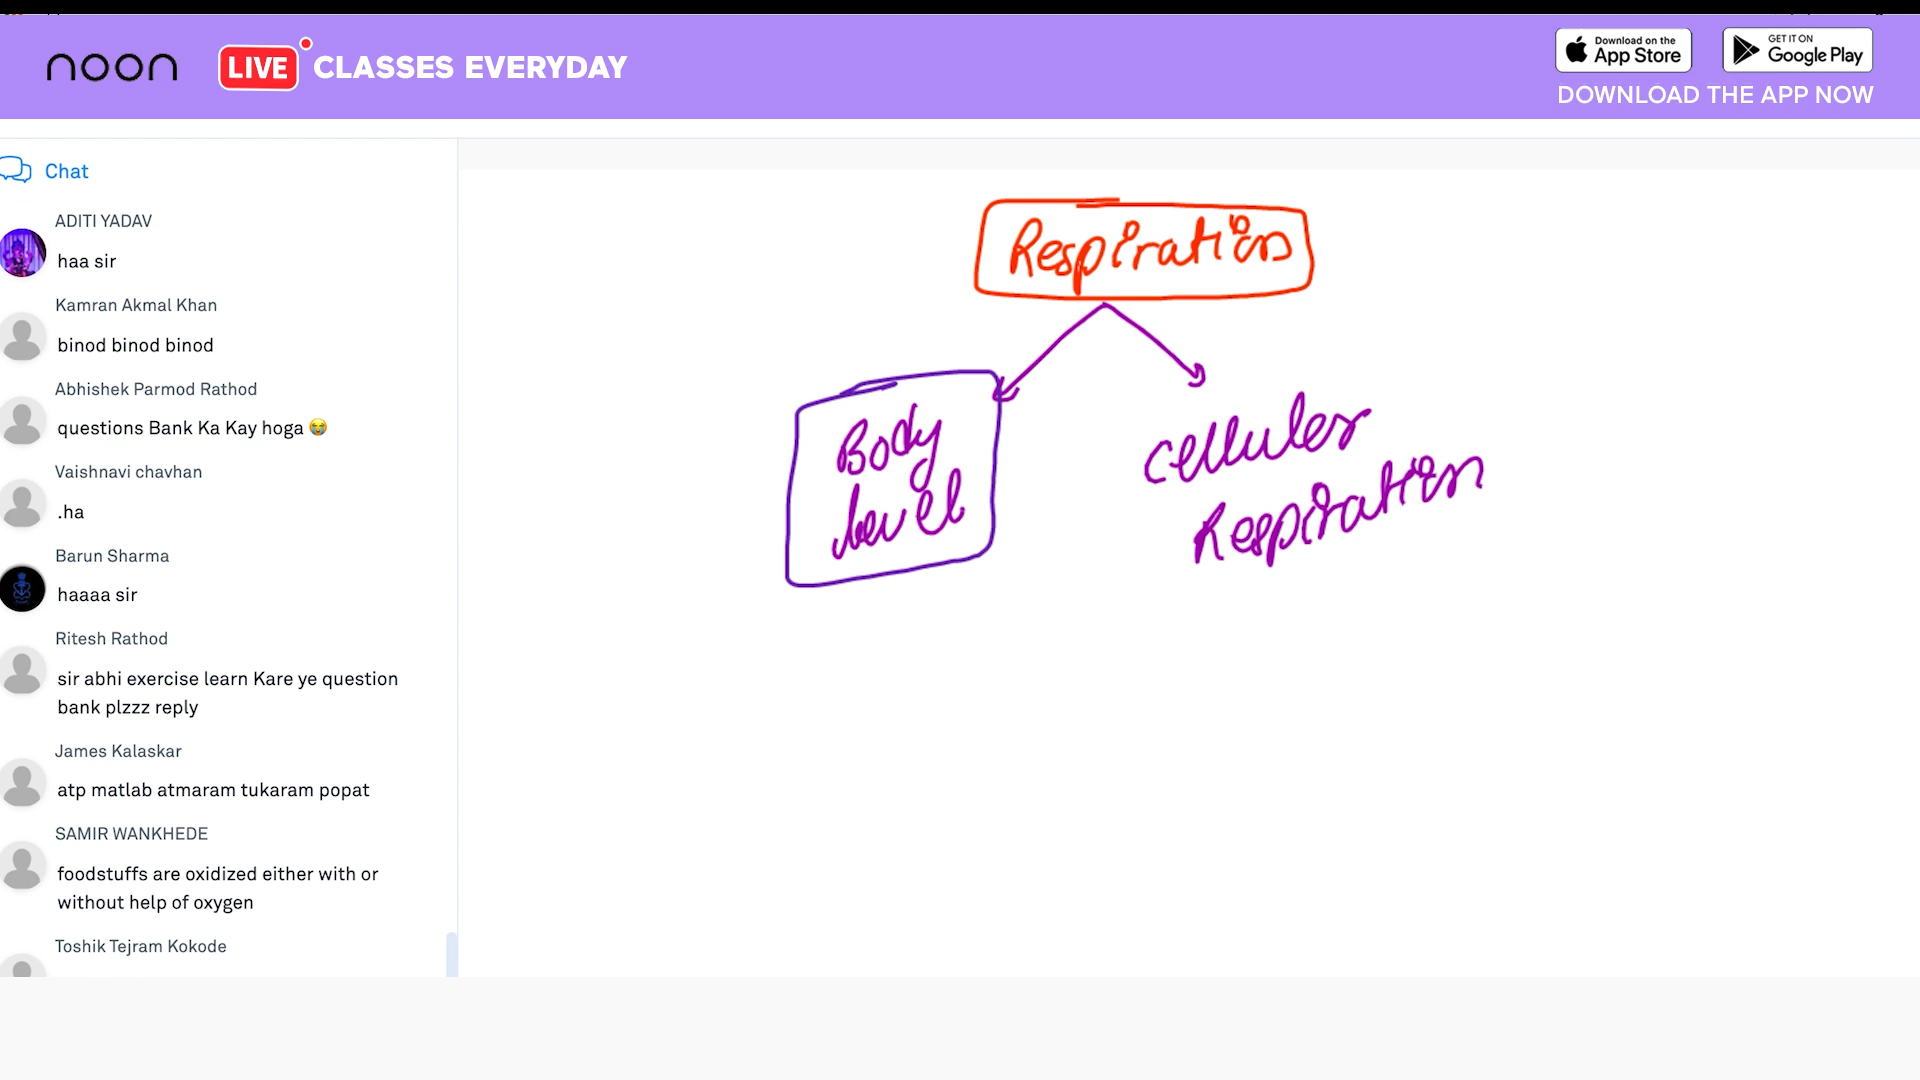 noon LIVE CLASSES EVERYDAY
Download on the App Store
GET IT ON Google Play
DOWNLOAD THE APP NOW
Chat
ADITI YADAV
haa sir
Kamran Akmal Khan
binod binod binod
Abhishek Parmod Rathod
questions Bank Ka Kay hoga 😭
Vaishnavi chavhan
.ha
Barun Sharma
haaaa sir
Ritesh Rathod
sir abhi exercise learn Kare ye question
bank plzzz reply
James Kalaskar
atp matlab atmaram tukaram popat
SAMIR WANKHEDE
foodstuffs are oxidized either with or
without help of oxygen
Toshik Tejram Kokode
Respiration
Body
level
cellular
Respiration